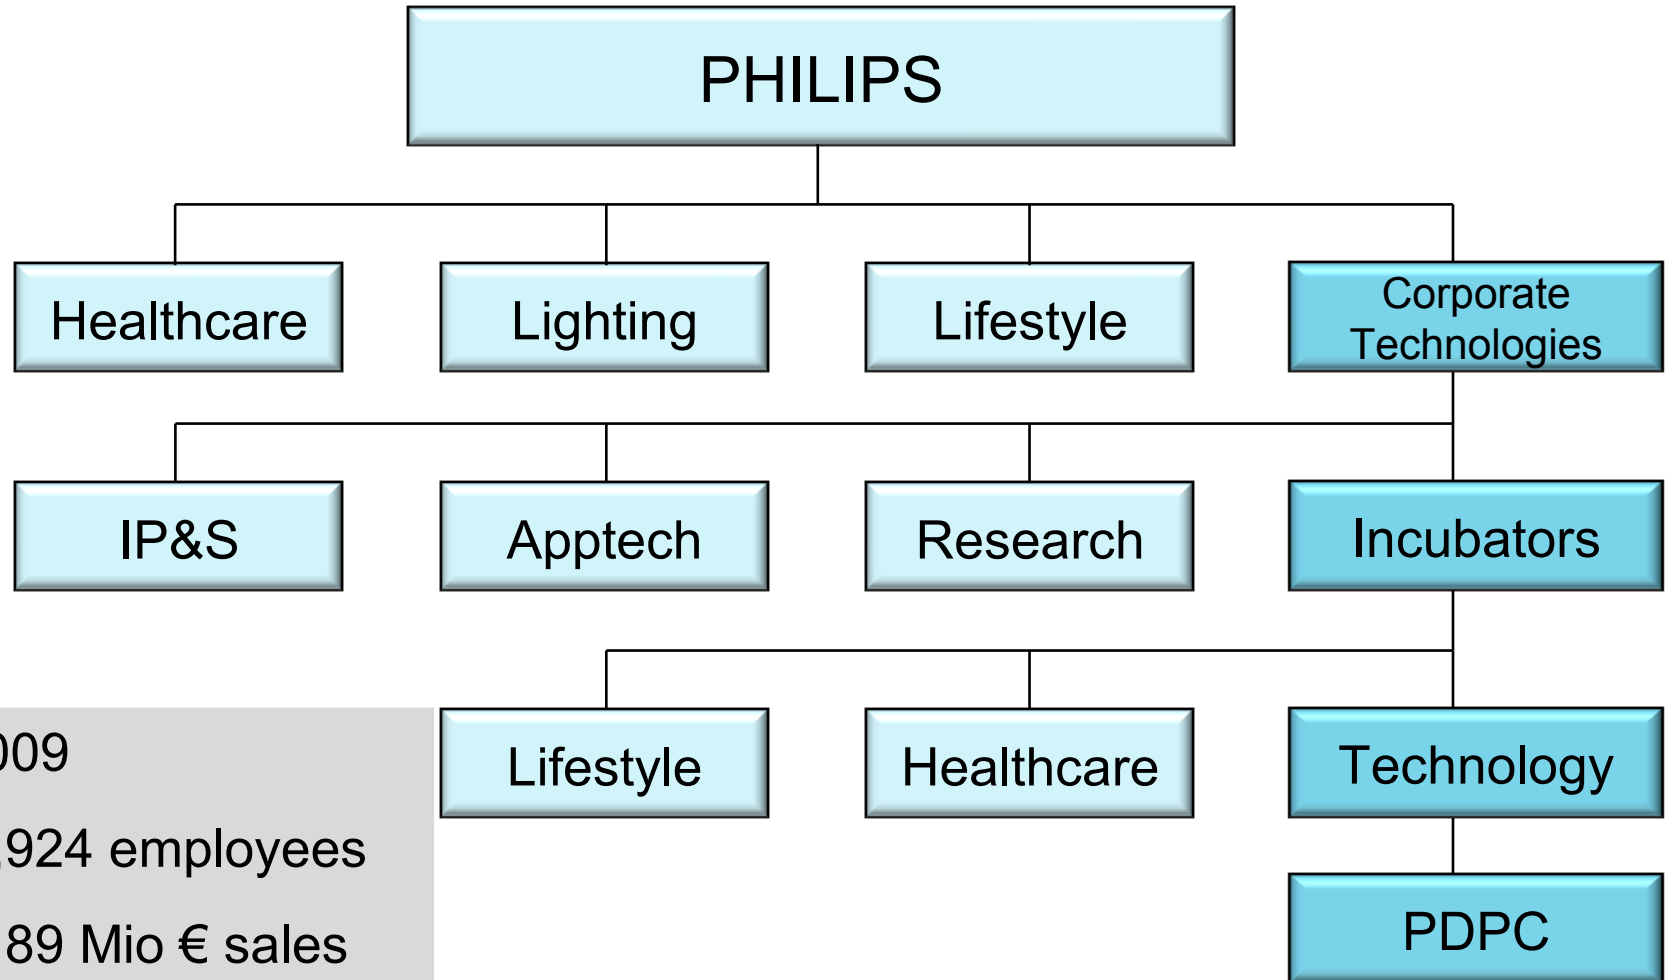 PHILIPS
Healthcare
Lighting
Lifestyle
Corporate
Technologies
IP&S
Apptech
Research
Incubators
Lifestyle
Healthcare
Technology
PDPC
009
,924 employees
189 Mio € sales